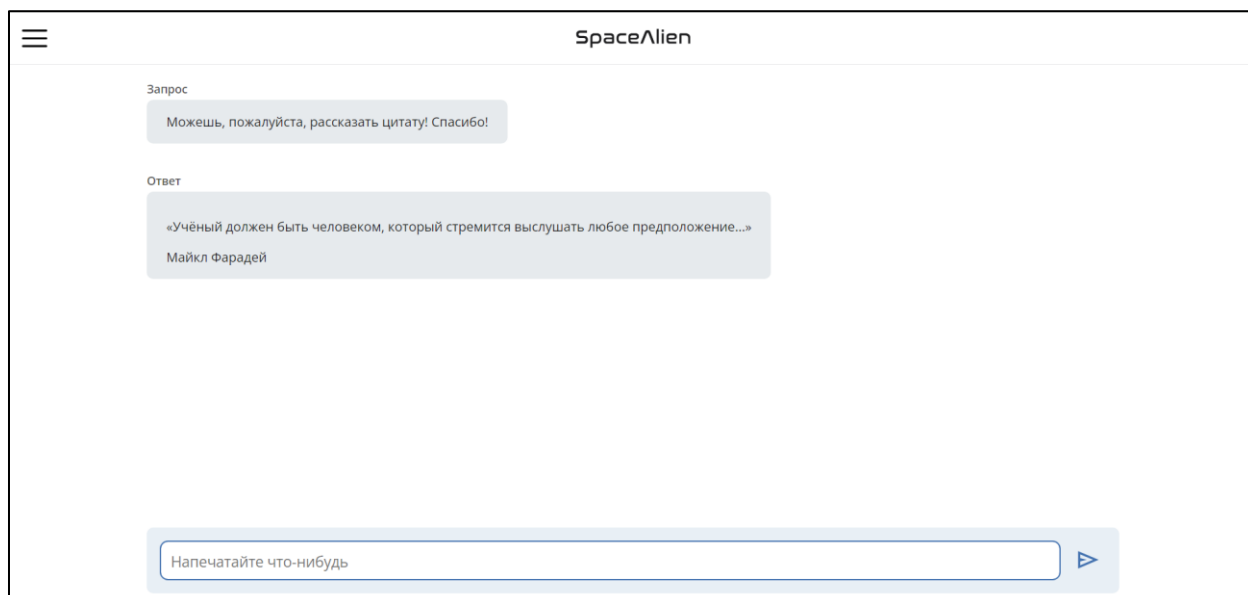 SpaceAlien
Запрос
Можешь, пожалуйста, рассказать цитату! Спасибо!
Ответ
«Учёный должен быть человеком, который стремится выслушать любое предположение...»
Майкл Фарадей
Напечатайте что-нибудь